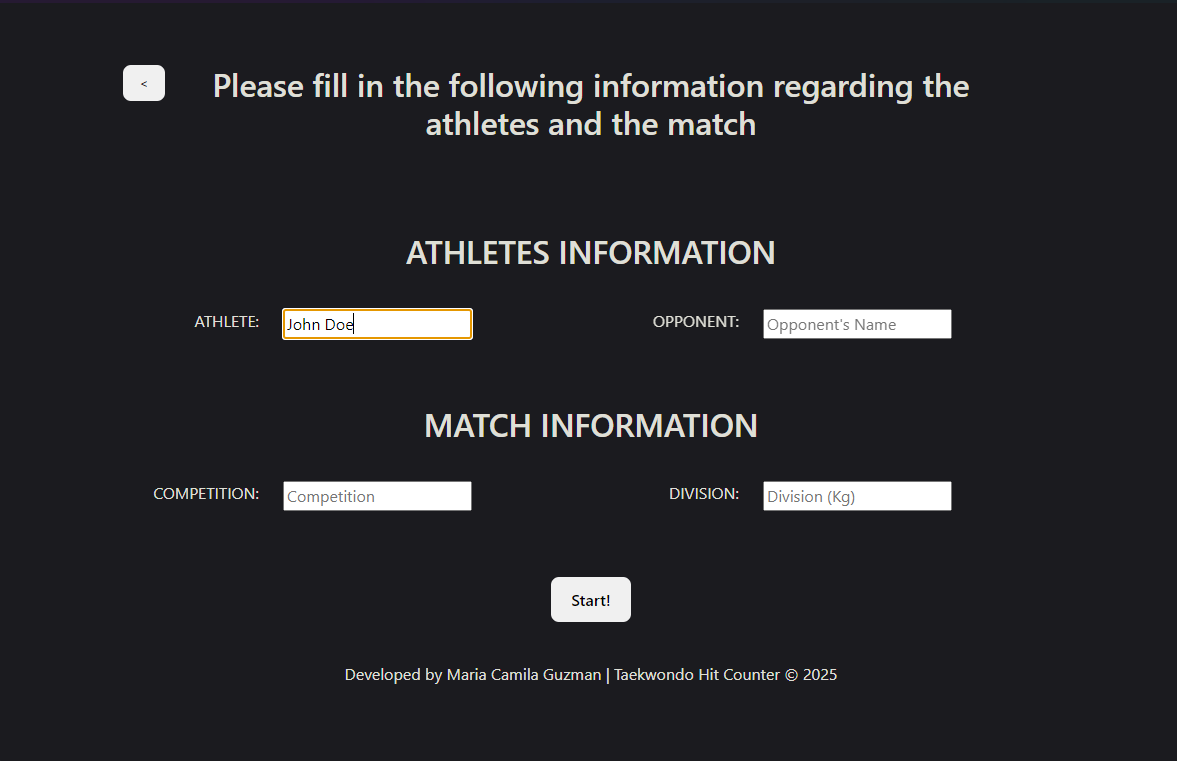 <
Please fill in the following information regarding the
athletes and the match
ATHLETES INFORMATION
ATHLETE: John Doe OPPONENT: Opponent's Name
MATCH INFORMATION
COMPETITION: Competition DIVISION: Division (Kg)
Start!
Developed by Maria Camila Guzman | Taekwondo Hit Counter © 2025